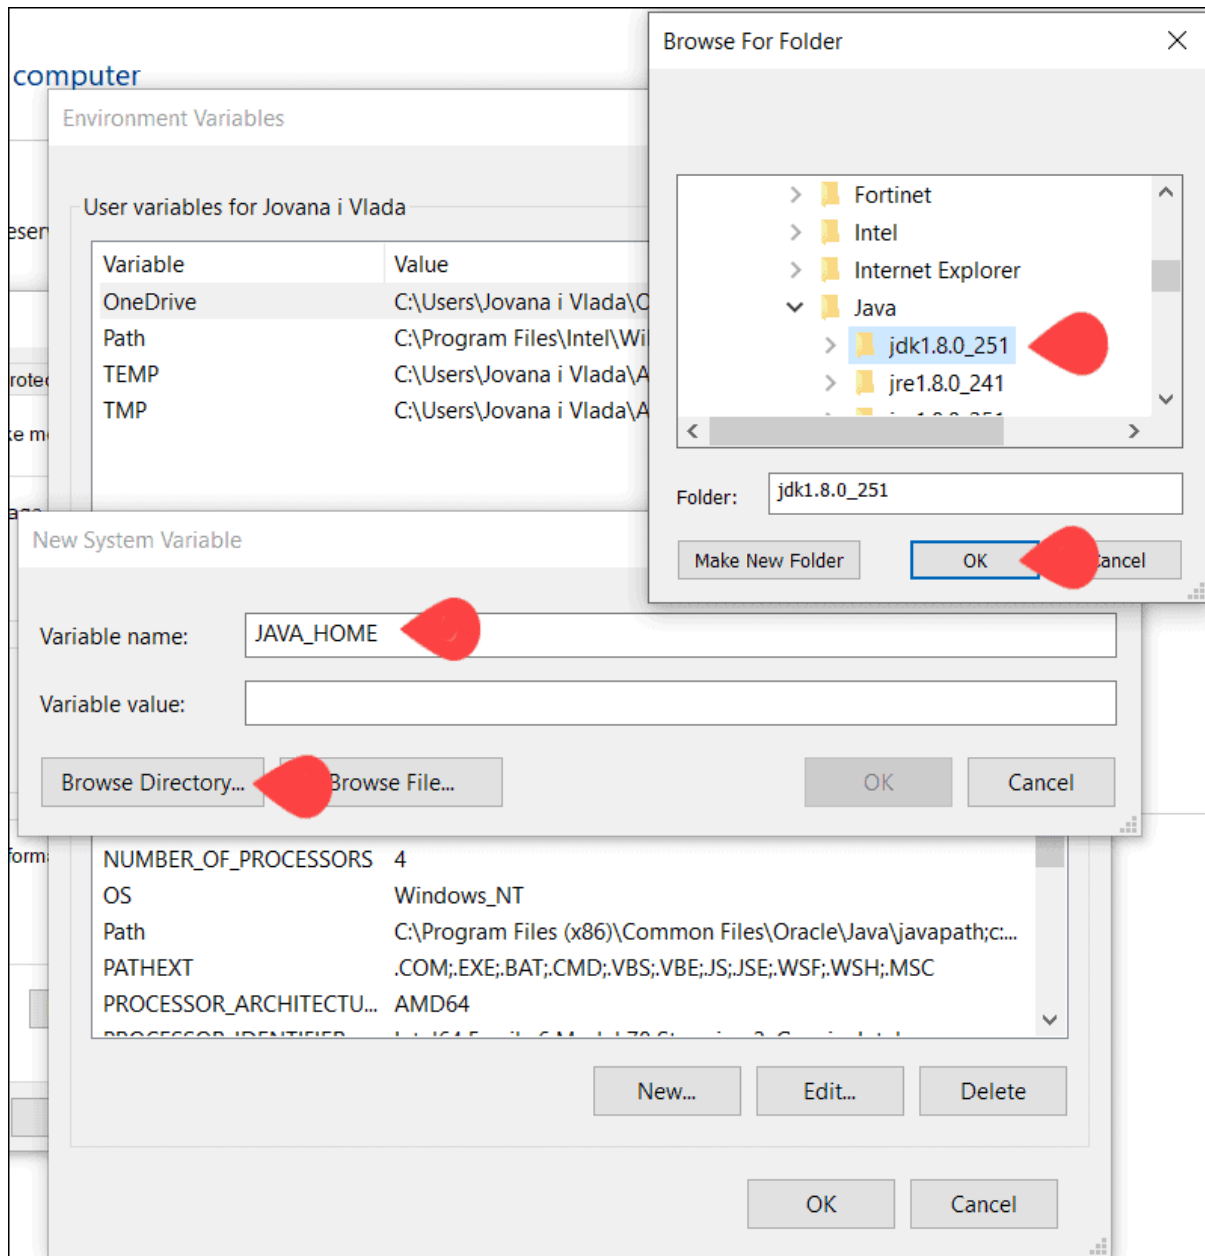 computer
Environment Variables
User variables for Jovana i Vlada
Variable Value
OneDrive C:\Users\Jovana i Vlada\O
Path C:\Program Files\Intel\Wi
TEMP C:\Users\Jovana i Vlada\A
TMP C:\Users\Jovana i Vlada\A
Browse For Folder
Fortinet
Intel
Internet Explorer
Java
jdk1.8.0_251
jre1.8.0_241
Folder: jdk1.8.0_251
Make New Folder OK Cancel
New System Variable
Variable name: JAVA_HOME
Variable value:
Browse Directory... Browse File... OK Cancel
NUMBER_OF_PROCESSORS 4
OS Windows_NT
Path C:\Program Files (x86)\Common Files\Oracle\Java\javapath;c:...
PATHEXT .COM;.EXE;.BAT;.CMD;.VBS;.VBE;.JS;.JSE;.WSF;.WSH;.MSC
PROCESSOR_ARCHITECTU... AMD64
New... Edit... Delete
OK Cancel